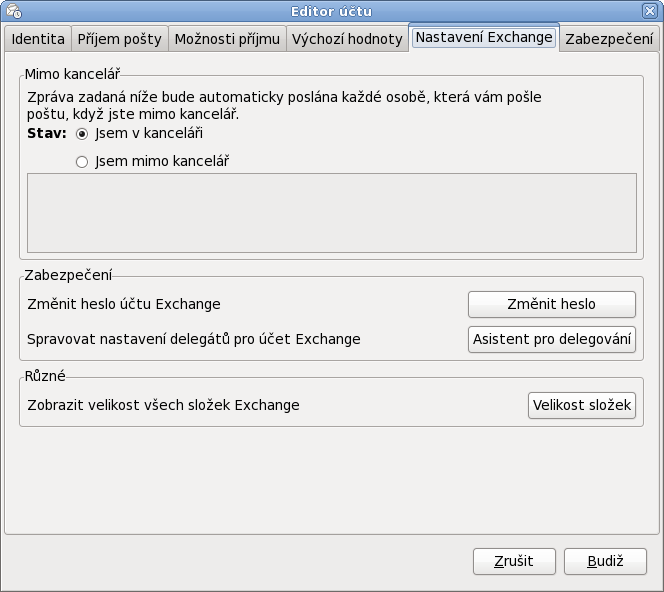 Editor účtu
Identita Příjem pošty Možnosti příjmu Výchozí hodnoty Nastavení Exchange Zabezpečení
Mimo kancelář
Zpráva zadaná níže bude automaticky poslána každé osobě, která vám pošle
poštu, když jste mimo kancelář.
Stav: Jsem v kanceláři
Jsem mimo kancelář
Zabezpečení
Změnit heslo účtu Exchange Změnit heslo
Spravovat nastavení delegátů pro účet Exchange Asistent pro delegování
Různé
Zobrazit velikost všech složek Exchange Velikost složek
Zrušit Budiž